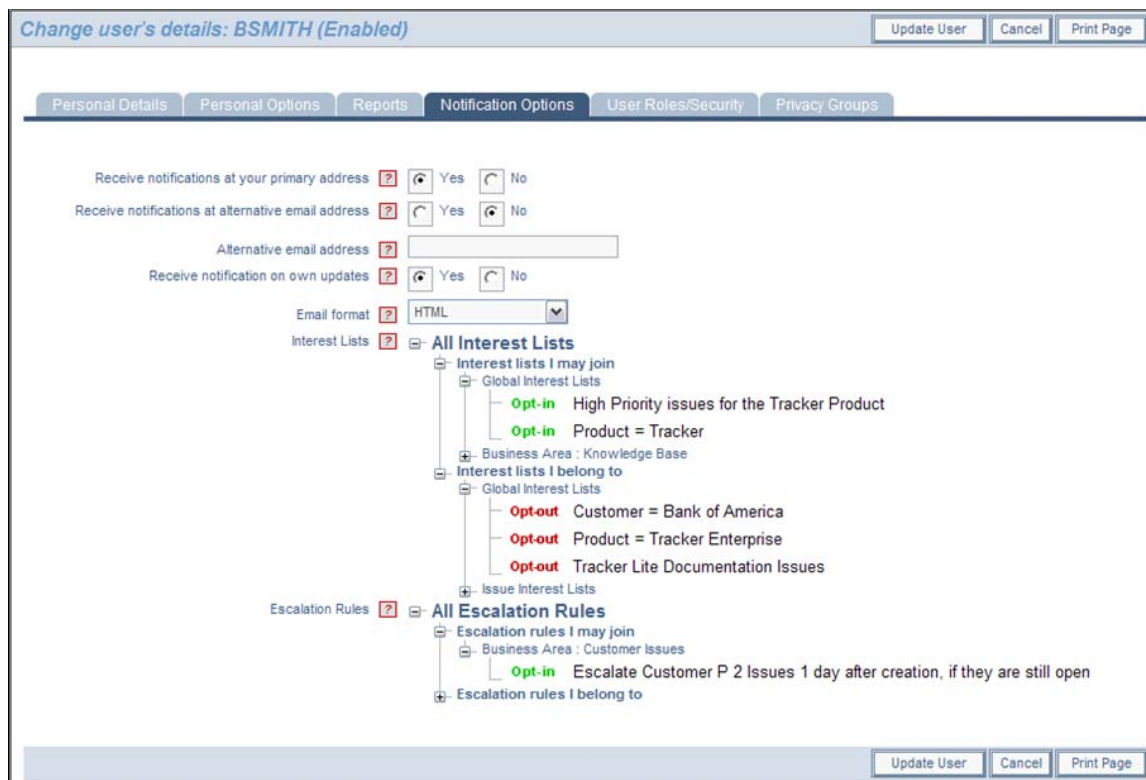 Change user's details: BSMITH (Enabled) Update User Cancel Print Page
Personal Details Personal Options Reports Notification Options User Roles/Security Privacy Groups
Receive notifications at your primary address ? Yes No
Receive notifications at alternative email address ? Yes No
Alternative email address ?
Receive notification on own updates ? Yes No
Email format ? HTML
Interest Lists ? All Interest Lists
Interest lists I may join
Global Interest Lists
Opt-in High Priority issues for the Tracker Product
Opt-in Product = Tracker
Business Area : Knowledge Base
Interest lists I belong to
Global Interest Lists
Opt-out Customer = Bank of America
Opt-out Product = Tracker Enterprise
Opt-out Tracker Lite Documentation Issues
Issue Interest Lists
Escalation Rules ? All Escalation Rules
Escalation rules I may join
Business Area : Customer Issues
Opt-in Escalate Customer P 2 Issues 1 day after creation, if they are still open
Escalation rules I belong to
Update User Cancel Print Page